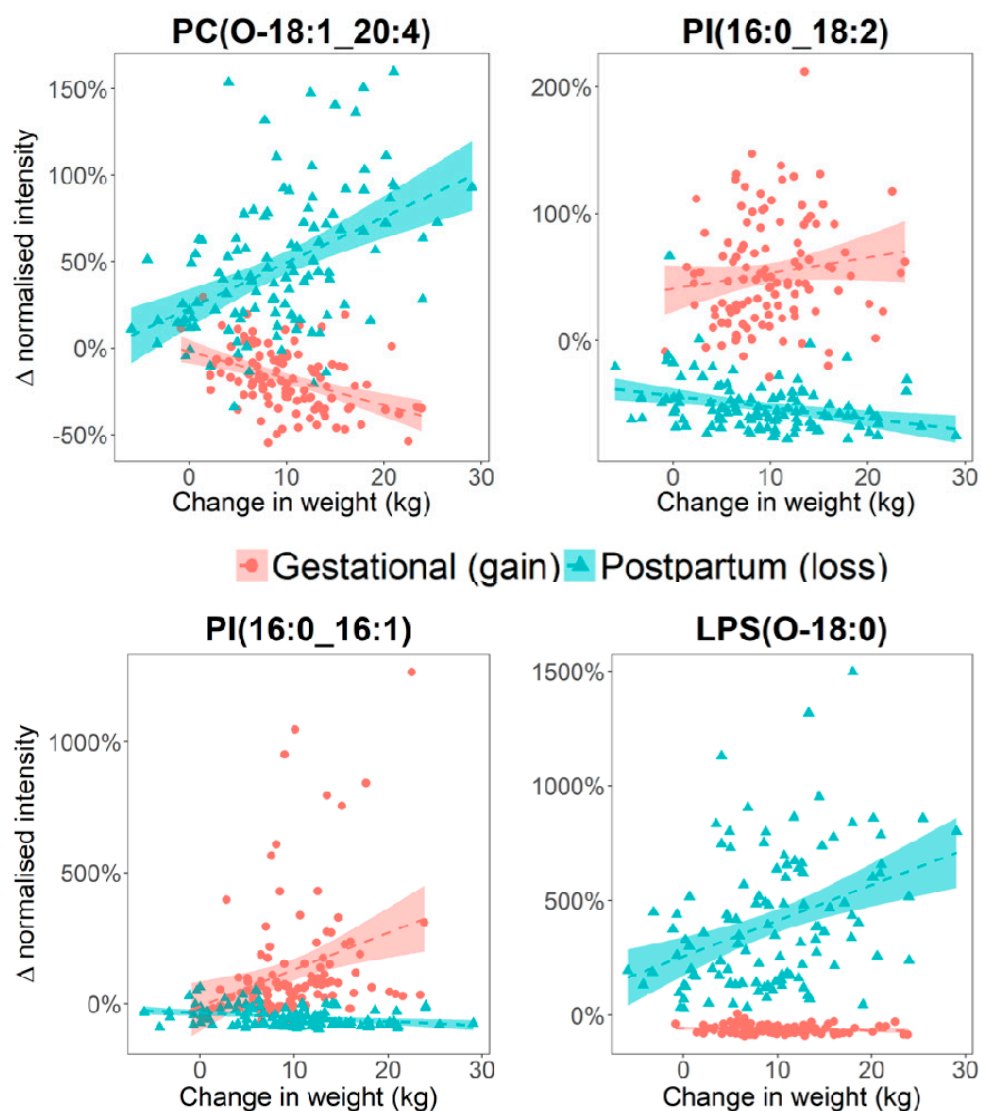 PC(O-18:1_20:4)
PI(16:0_18:2)
Δ normalised intensity
150%
100%
50%
0%
-50%
200%
100%
0%
0 10 20 30
0 10 20 30
Change in weight (kg)
Change in weight (kg)
Gestational (gain) Postpartum (loss)
PI(16:0_16:1)
LPS(O-18:0)
Δ normalised intensity
1000%
500%
0%
1500%
1000%
500%
0%
0 10 20 30
0 10 20 30
Change in weight (kg)
Change in weight (kg)